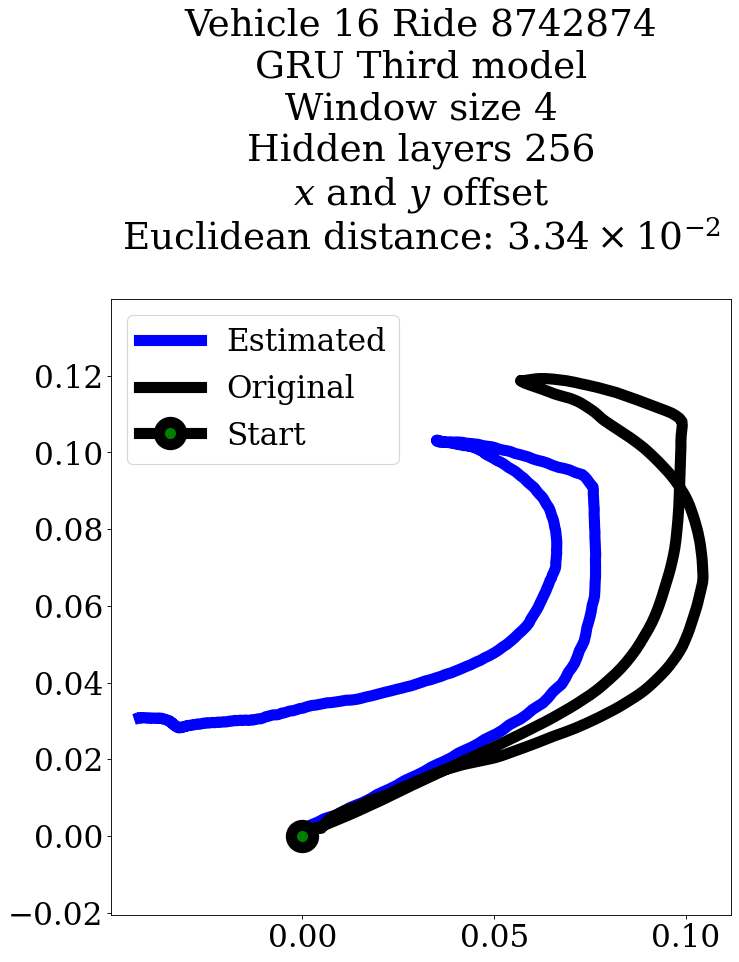 Vehicle 16 Ride 8742874
GRU Third model
Window size 4
Hidden layers 256
x and y offset
Euclidean distance: 3.34 × 10⁻²
Estimated
Original
Start
0.12
0.10
0.08
0.06
0.04
0.02
0.00
−0.02
0.00 0.05 0.10